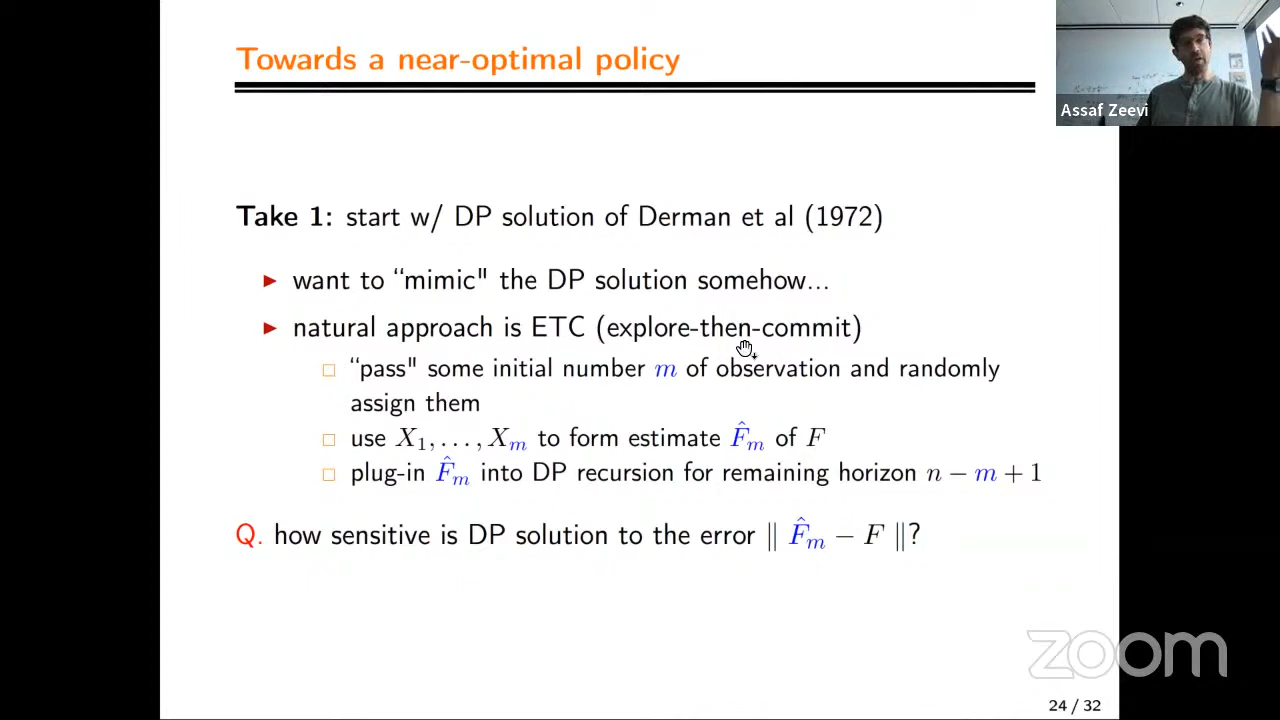 Towards a near-optimal policy
Assaf Zeevi
Take 1: start w/ DP solution of Derman et al (1972)
► want to “mimic" the DP solution somehow...
► natural approach is ETC (explore-then-commit)
□ “pass" some initial number m of observation and randomly
assign them
□ use X₁, . . . , Xₘ to form estimate F̂ₘ of F
□ plug-in F̂ₘ into DP recursion for remaining horizon n − m + 1
Q. how sensitive is DP solution to the error ‖ F̂ₘ − F ‖?
zoom
24 / 32